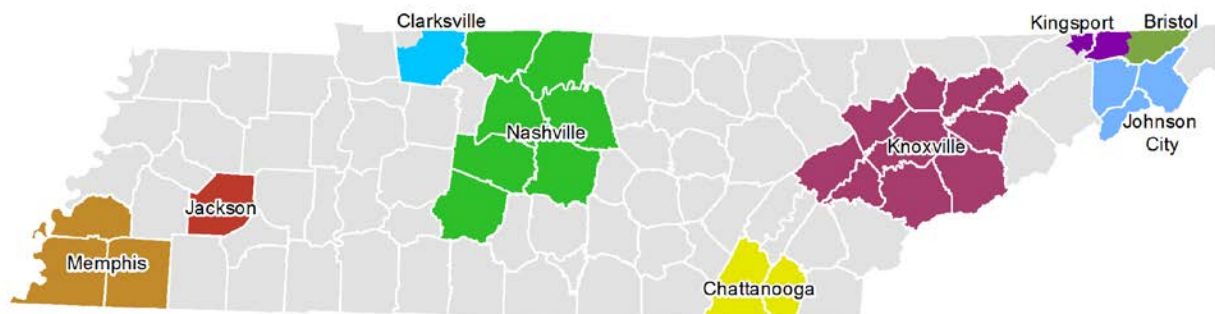 Clarksville
Kingsport
Bristol
Nashville
Knoxville
Johnson
City
Jackson
Memphis
Chattanooga